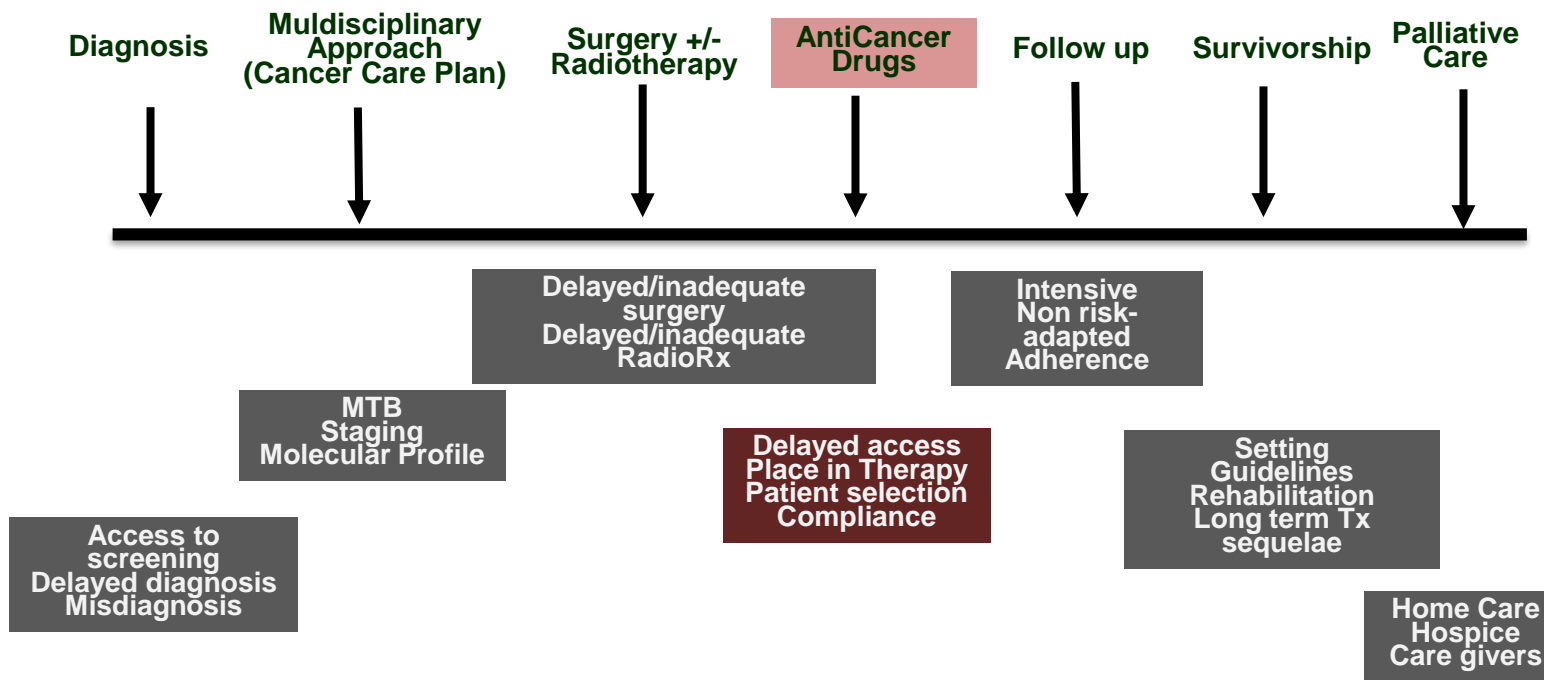 Diagnosis
Muldisciplinary
Approach
(Cancer Care Plan)
Surgery +/-
Radiotherapy
AntiCancer
Drugs
Follow up
Survivorship
Palliative
Care
Delayed/inadequate
surgery
Delayed/inadequate
RadioRx
Intensive
Non risk-
adapted
Adherence
MTB
Staging
Molecular Profile
Delayed access
Place in Therapy
Patient selection
Compliance
Setting
Guidelines
Rehabilitation
Long term Tx
sequelae
Access to
screening
Delayed diagnosis
Misdiagnosis
Home Care
Hospice
Care givers